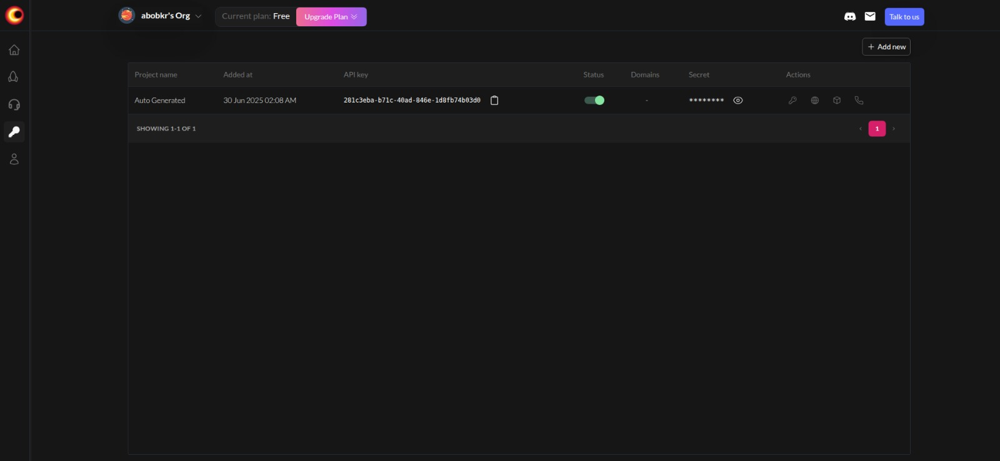 abobkr's Org
Current plan: Free
Upgrade Plan
Talk to us
+ Add new
Project name Added at API key Status Domains Secret Actions
Auto Generated 30 Jun 2025 02:08 AM 281c3eba-b71c-40ad-846e-1d8fb74b03d0 - ********
SHOWING 1-1 OF 1
1